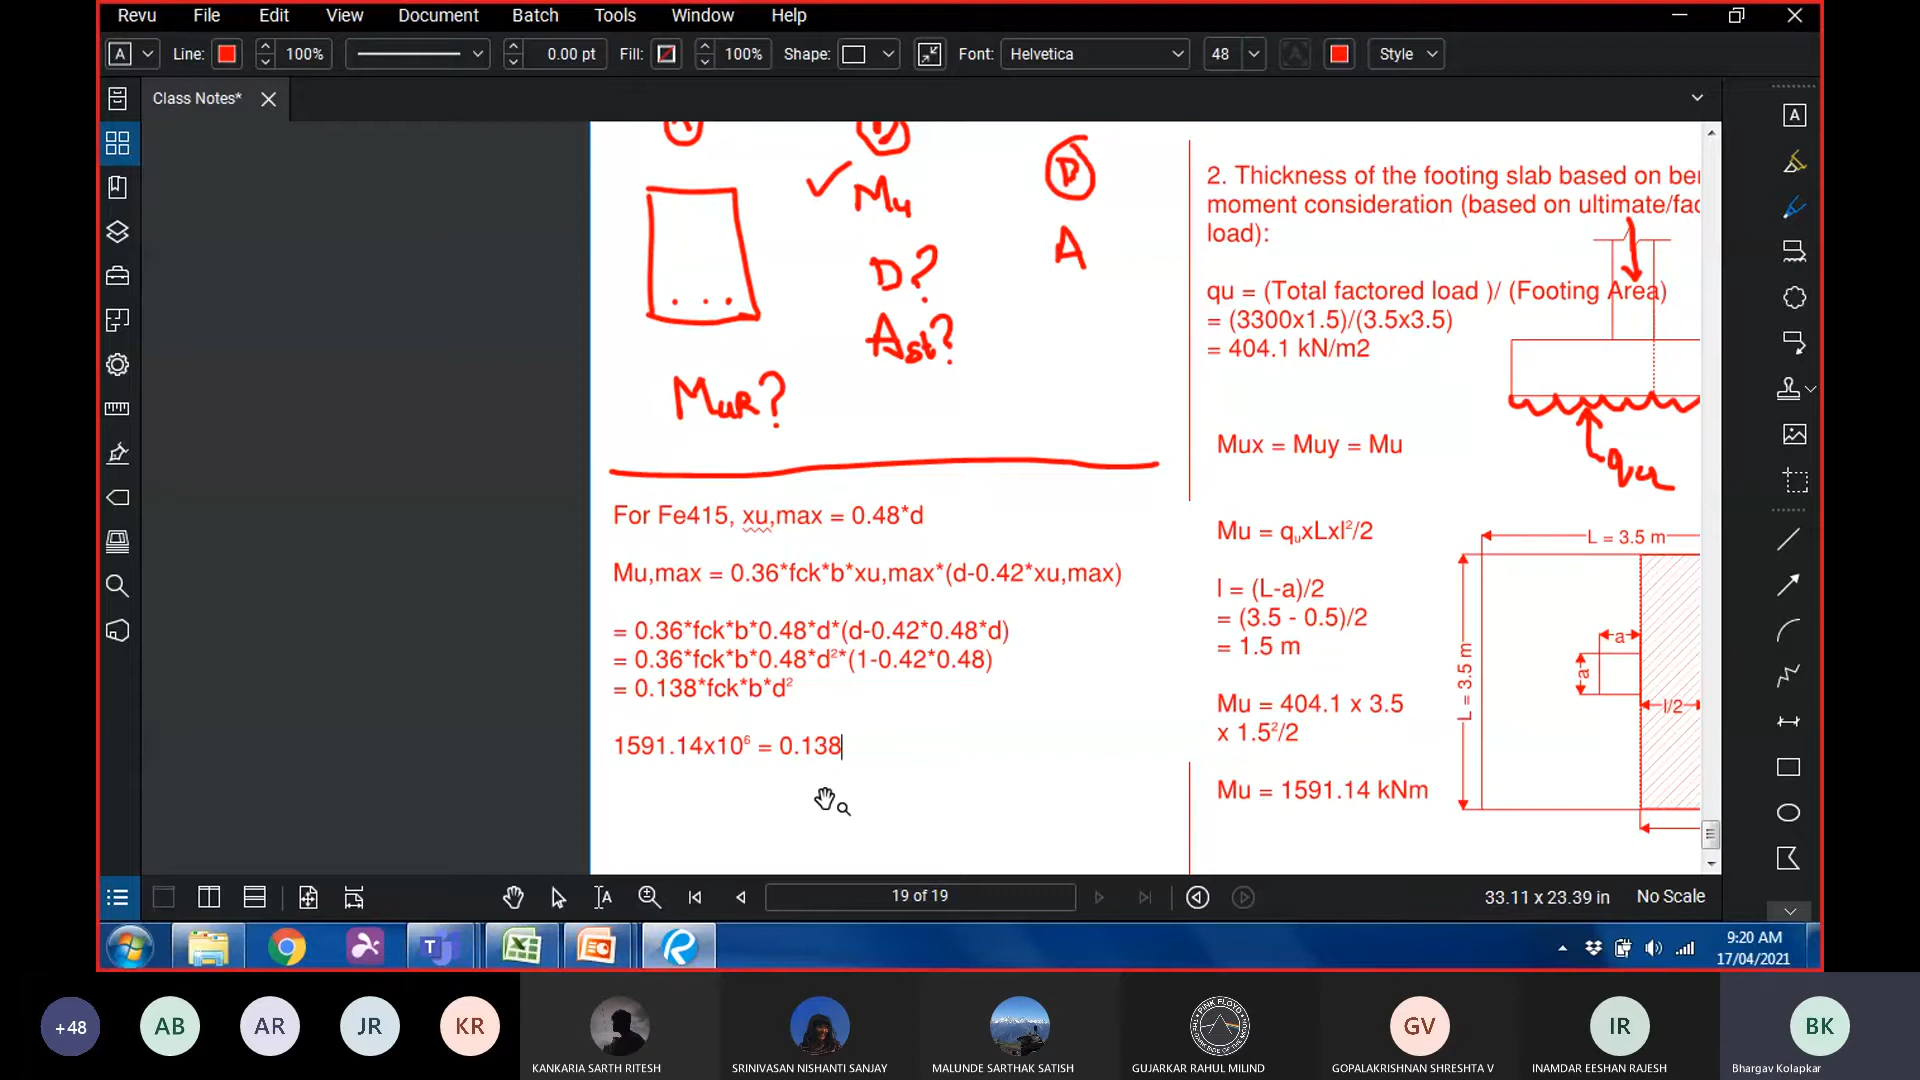 Revu File Edit View Document Batch Tools Window Help
A Line: 100% 0.00 pt Fill: 100% Shape: Font: Helvetica 48 A Style
Class Notes*
Mu
D?
Ast?
MuR?
D
A
For Fe415, xu,max = 0.48*d
Mu,max = 0.36*fck*b*xu,max*(d-0.42*xu,max)
= 0.36*fck*b*0.48*d*(d-0.42*0.48*d)
= 0.36*fck*b*0.48*d²*(1-0.42*0.48)
= 0.138*fck*b*d²
1591.14x10⁶ = 0.138
2. Thickness of the footing slab based on ber
moment consideration (based on ultimate/fac
load):
qu = (Total factored load )/ (Footing Area)
= (3300x1.5)/(3.5x3.5)
= 404.1 kN/m2
qu
Mux = Muy = Mu
Mu = qᵤxLxl²/2
l = (L-a)/2
= (3.5 - 0.5)/2
= 1.5 m
Mu = 404.1 x 3.5
x 1.5²/2
Mu = 1591.14 kNm
L = 3.5 m
L = 3.5 m
a
a
l/2
19 of 19
33.11 x 23.39 in No Scale
9:20 AM
17/04/2021
+48 AB AR JR KR GV IR BK
PINK FLOYD
KANKARIA SARTH RITESH
SRINIVASAN NISHANTI SANJAY
MALUNDE SARTHAK SATISH
GUJARKAR RAHUL MILIND
GOPALAKRISHNAN SHRESHTA V
INAMDAR EESHAN RAJESH
Bhargav Kolapkar